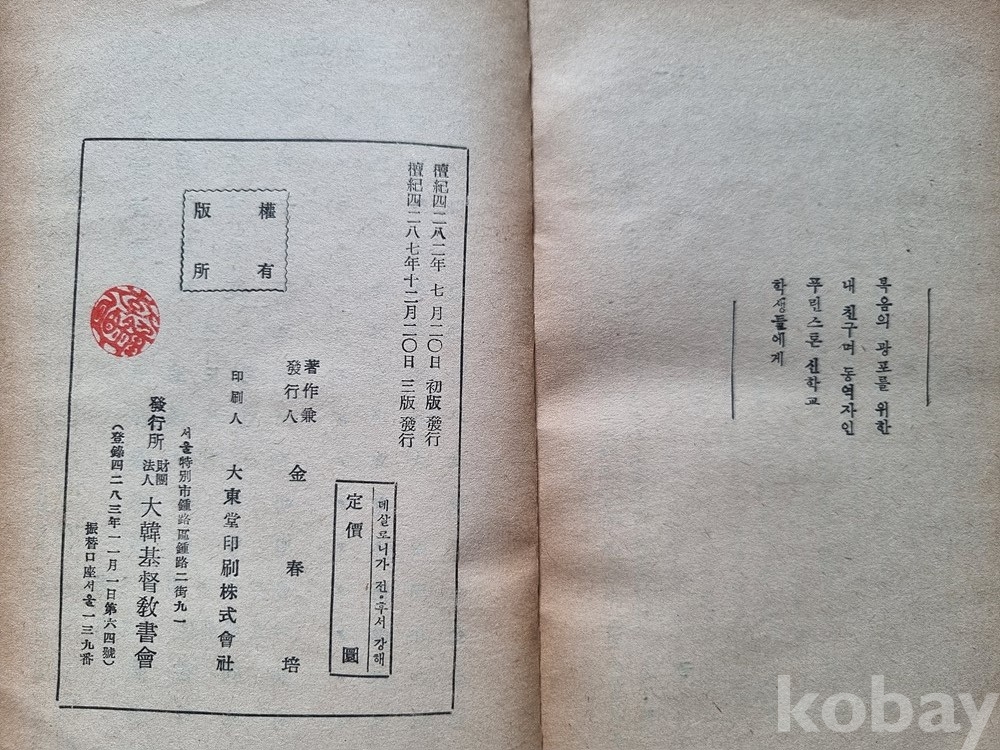 복음의 광포를 위한
내 친구며 동역자인
푸린스톤 신학교
학생들에게
檀紀四二八二年 七 月二〇日 初版 發行
檀紀四二八七年十二月二〇日 三版 發行
版權
所有
데살로니가 전·후서 강해
定價 圓
著作兼
發行人 金春培
印刷人 大東堂印刷株式會社
서울特別市鍾路區鍾路二街九一
發行所 財團法人 大韓基督敎書會
(登錄四二八三年一一月一日第六四號)
振替口座서울一三九番
kobay